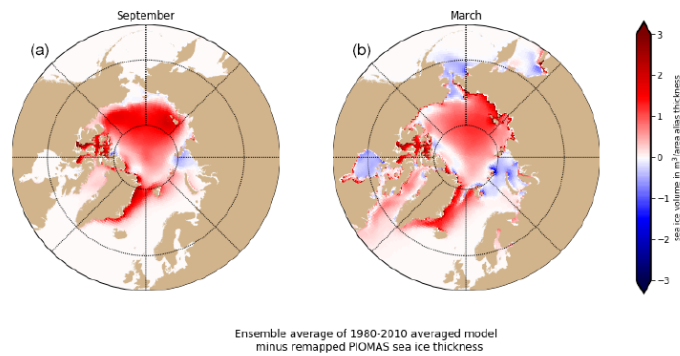 September
March
(a)
(b)
3
2
1
0
−1
−2
−3
sea ice volume in m³/area alias thickness
Ensemble average of 1980-2010 averaged model
minus remapped PIOMAS sea ice thickness